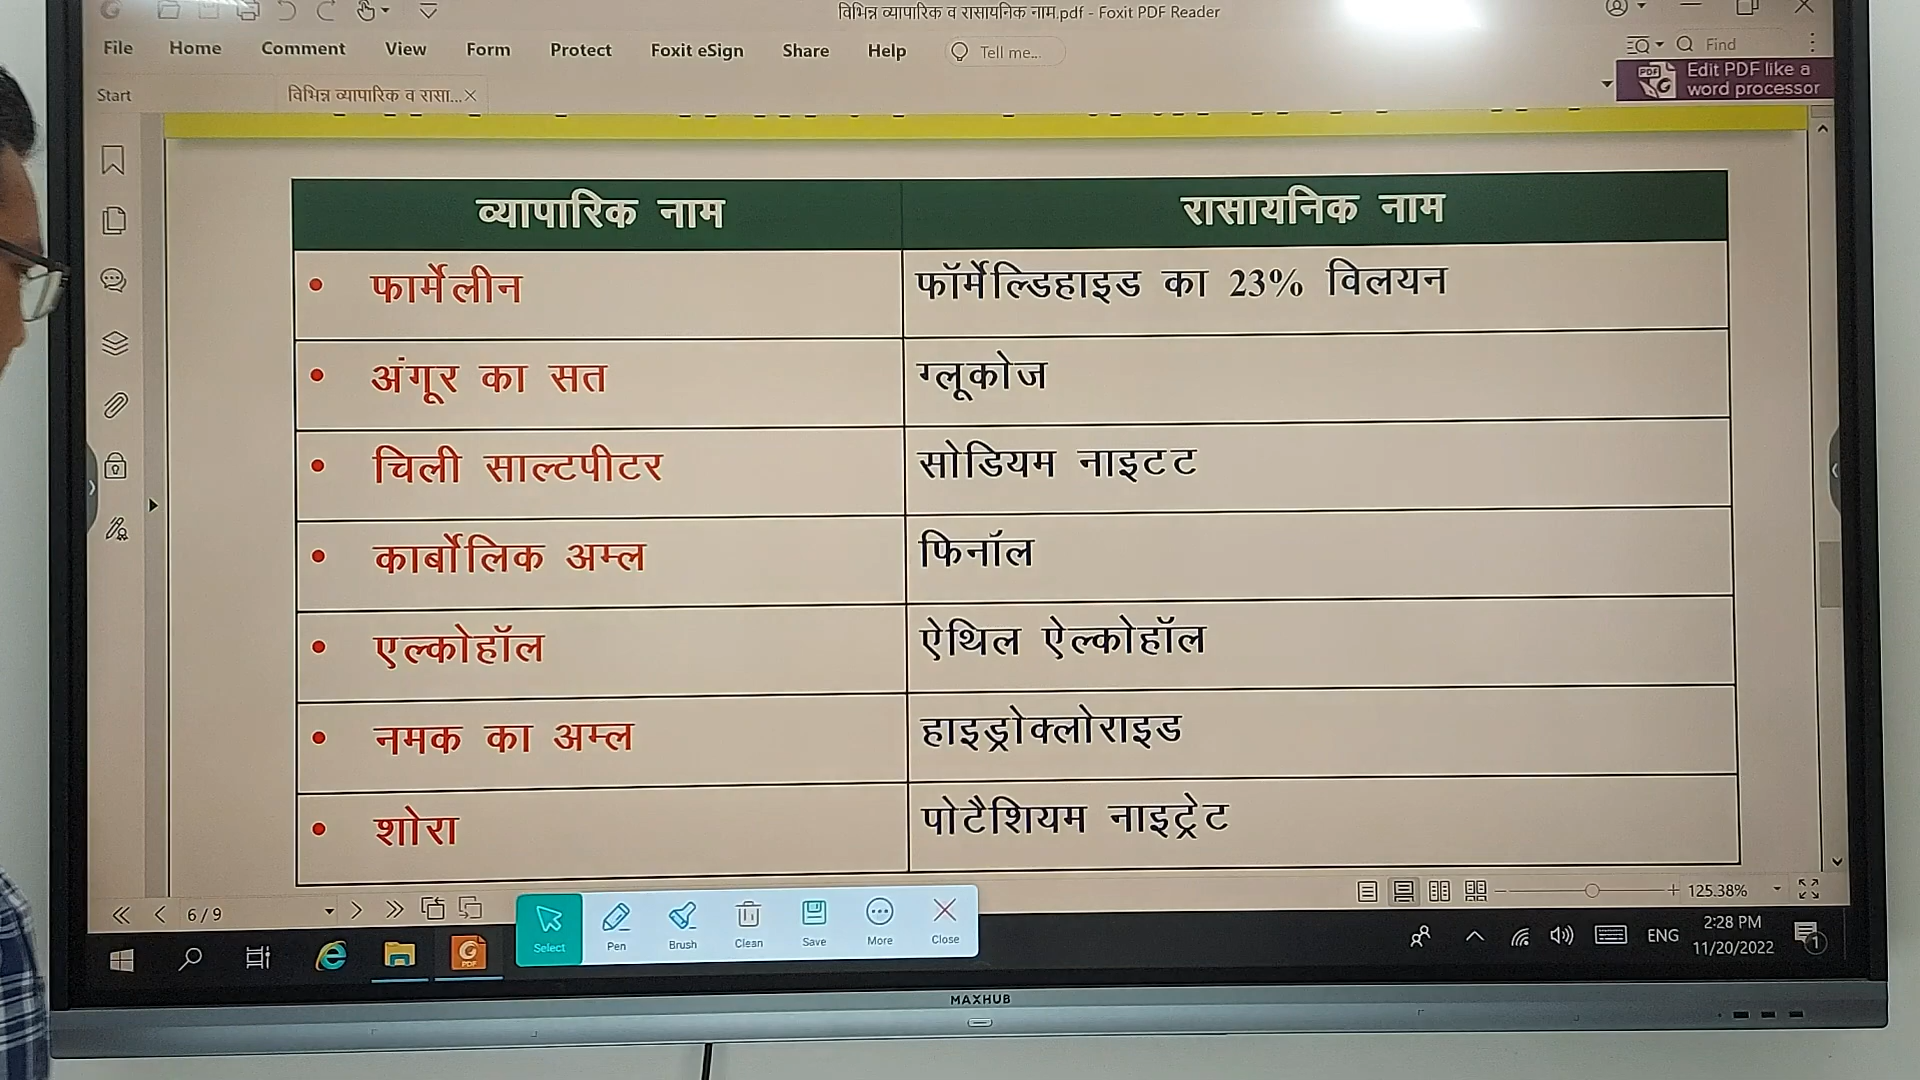 विभिन्न व्यापारिक व रासायनिक नाम.pdf - Foxit PDF Reader
File Home Comment View Form Protect Foxit eSign Share Help Tell me...
Find
Edit PDF like a
word processor
Start
विभिन्न व्यापारिक व रासा...
व्यापारिक नाम रासायनिक नाम
• फार्मेलीन फॉर्मेल्डिहाइड का 23% विलयन
• अंगूर का सत ग्लूकोज
• चिली साल्टपीटर सोडियम नाइटट
• कार्बोलिक अम्ल फिनॉल
• एल्कोहॉल ऐथिल ऐल्कोहॉल
• नमक का अम्ल हाइड्रोक्लोराइड
• शोरा पोटैशियम नाइट्रेट
6 / 9
125.38%
Select Pen Brush Clean Save More Close
PDF
ENG
2:28 PM
11/20/2022
1
MAXHUB